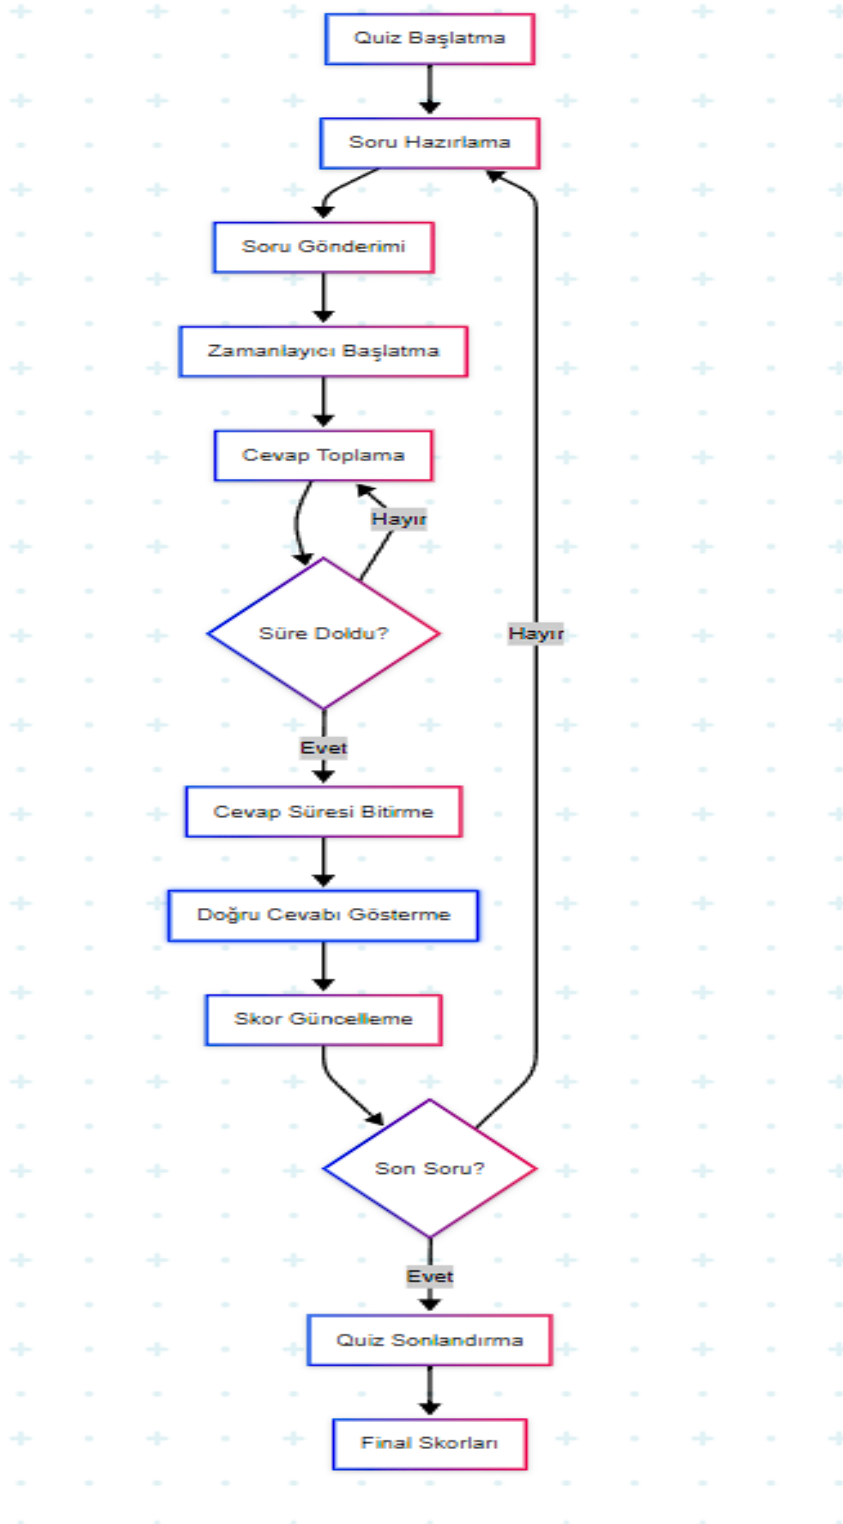 Quiz Başlatma
Soru Hazırlama
Soru Gönderimi
Zamanlayıcı Başlatma
Cevap Toplama
Hayır
Süre Doldu?
Hayır
Evet
Cevap Süresi Bitirme
Doğru Cevabı Gösterme
Skor Güncelleme
Son Soru?
Evet
Quiz Sonlandırma
Final Skorları